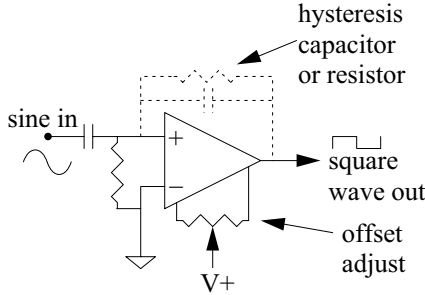 hysteresis
capacitor
or resistor
sine in
+
−
square
wave out
offset
adjust
V+